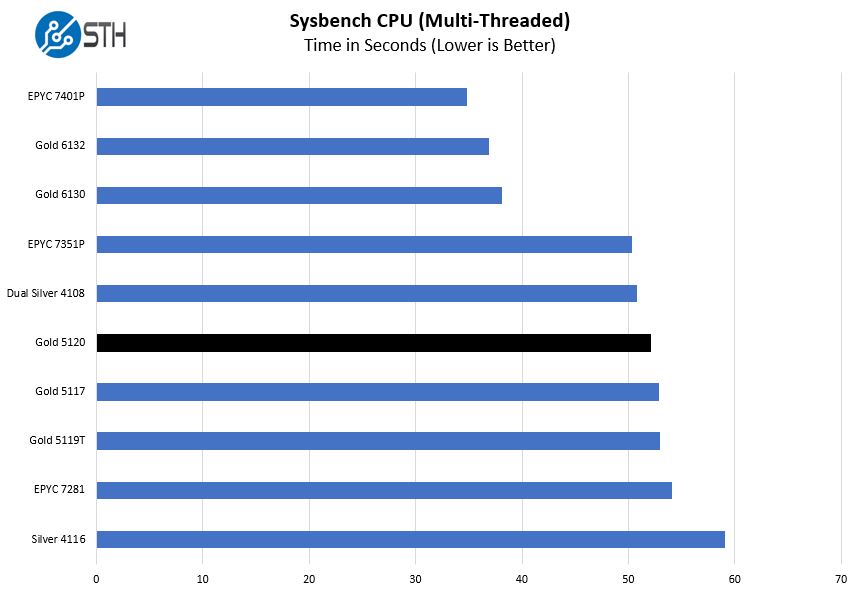 STH
Sysbench CPU (Multi-Threaded)
Time in Seconds (Lower is Better)
EPYC 7401P
Gold 6132
Gold 6130
EPYC 7351P
Dual Silver 4108
Gold 5120
Gold 5117
Gold 5119T
EPYC 7281
Silver 4116
0 10 20 30 40 50 60 70